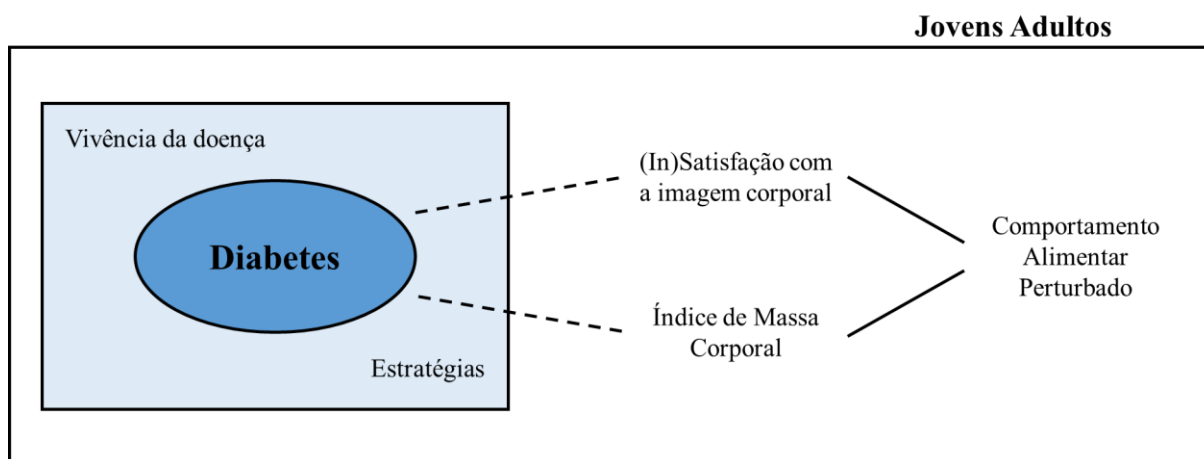 Jovens Adultos
Vivência da doença
Diabetes
Estratégias
(In)Satisfação com
a imagem corporal
Índice de Massa
Corporal
Comportamento
Alimentar
Perturbado